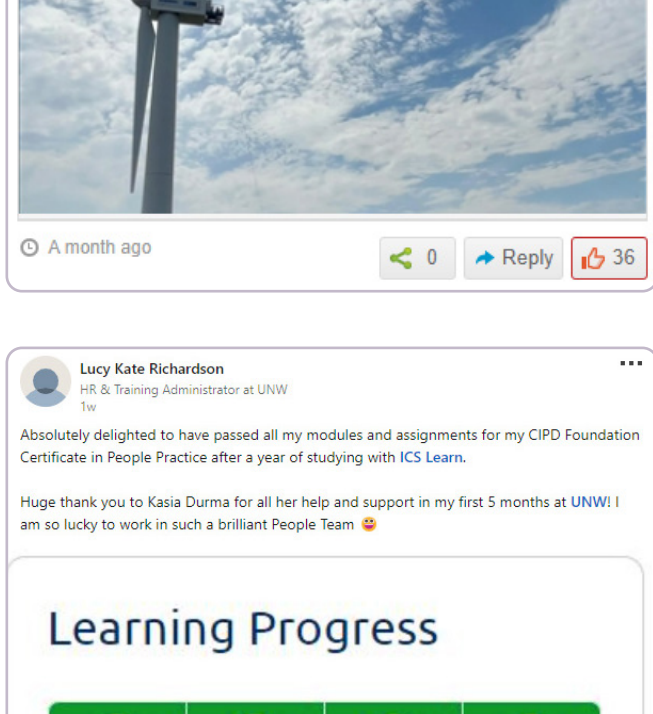 A month ago
0
Reply
36
Lucy Kate Richardson
HR & Training Administrator at UNW
1w
Absolutely delighted to have passed all my modules and assignments for my CIPD Foundation
Certificate in People Practice after a year of studying with ICS Learn.
Huge thank you to Kasia Durma for all her help and support in my first 5 months at UNW! I
am so lucky to work in such a brilliant People Team 😀
Learning Progress